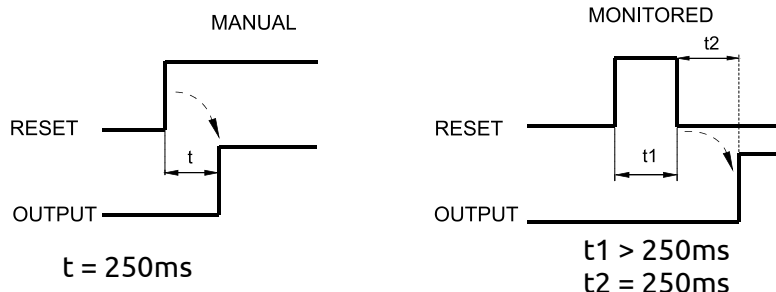 MANUAL
RESET
t
OUTPUT
t = 250ms
MONITORED
t2
RESET
t1
OUTPUT
t1 > 250ms
t2 = 250ms